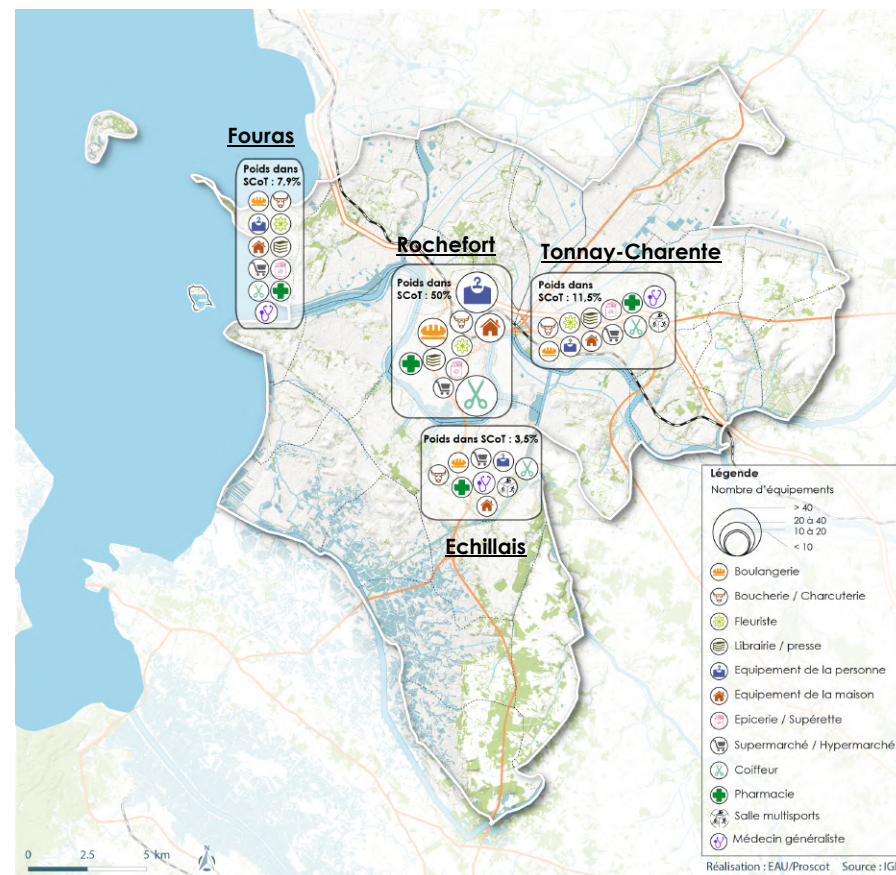 Fouras
Poids dans
SCoT : 7,9%
Rochefort
Poids dans
SCoT : 50%
Tonnay-Charente
Poids dans
SCoT : 11,5%
Poids dans SCoT : 3,5%
Echillais
Légende
Nombre d'équipements
> 40
20 à 40
10 à 20
< 10
Boulangerie
Boucherie / Charcuterie
Fleuriste
Librairie / presse
Equipement de la personne
Equipement de la maison
Epicerie / Supérette
Supermarché / Hypermarché
Coiffeur
Pharmacie
Salle multisports
Médecin généraliste
0 2.5 5 km
N
Réalisation : EAU/Proscot Source : IG